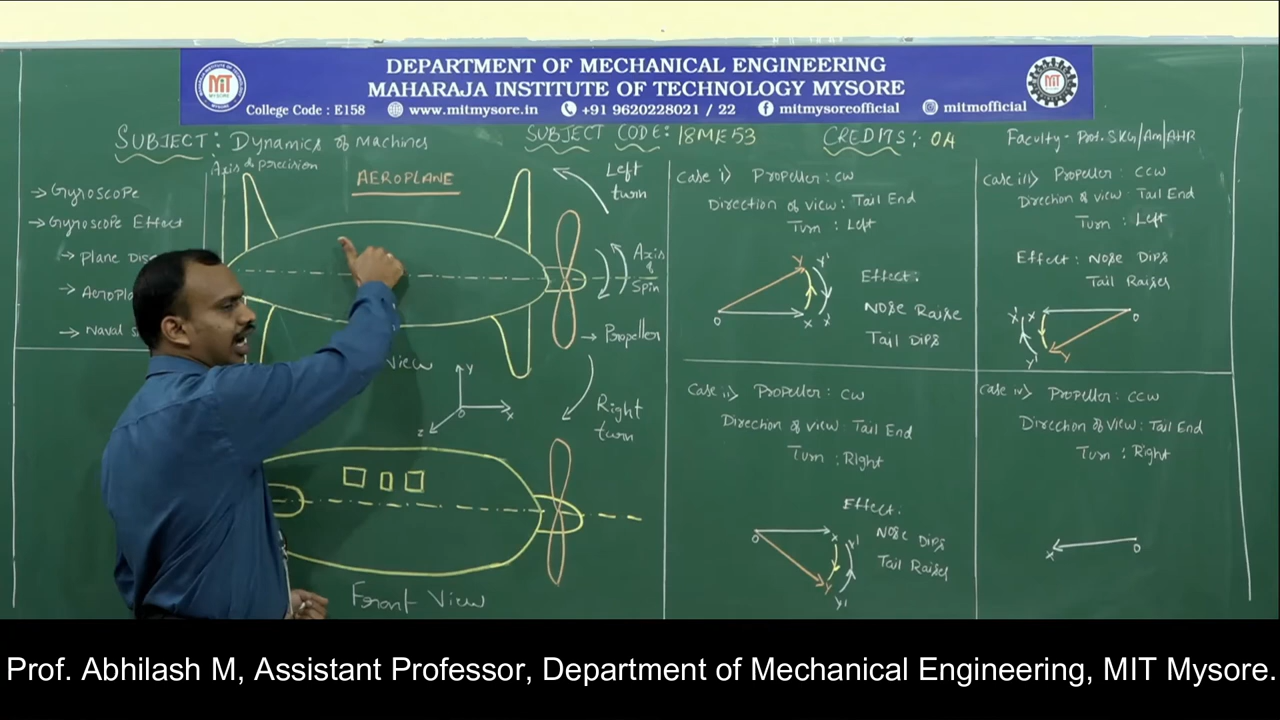 DEPARTMENT OF MECHANICAL ENGINEERING
MAHARAJA INSTITUTE OF TECHNOLOGY MYSORE
College Code : E158 www.mitmysore.in +91 9620228021 / 22 mitmysoreofficial mitmofficial
MIT
MYSORE
MIT
SUBJECT : Dynamics of Machines
SUBJECT CODE: 18ME53
CREDITS: 04
Faculty - Prof. SKG/Am/AHR
→ Gyroscope
→ Gyroscope Effect
→ Plane Dis
→ Aeropla
→ Naval s
Axis of precision
AEROPLANE
Left
turn
Axis
of
Spin
→ Propeller
View
Y
O
X
Z
Right
turn
Front View
Case i) Propeller : CW
Direction of view : Tail End
Turn : Left
Y Y'
O X X'
Effect :
Nose Raise
Tail Dips
Case ii) Propeller : CW
Direction of view : Tail End
Turn : Right
Effect :
Nose Dips
Tail Raises
O X X'
Y
Y'
Case iii) Propeller : CCW
Direction of view : Tail End
Turn : Left
Effect : Nose Dips
Tail Raises
X' X O
Y' Y
Case iv) Propeller : CCW
Direction of View : Tail End
Turn : Right
X O
Prof. Abhilash M, Assistant Professor, Department of Mechanical Engineering, MIT Mysore.